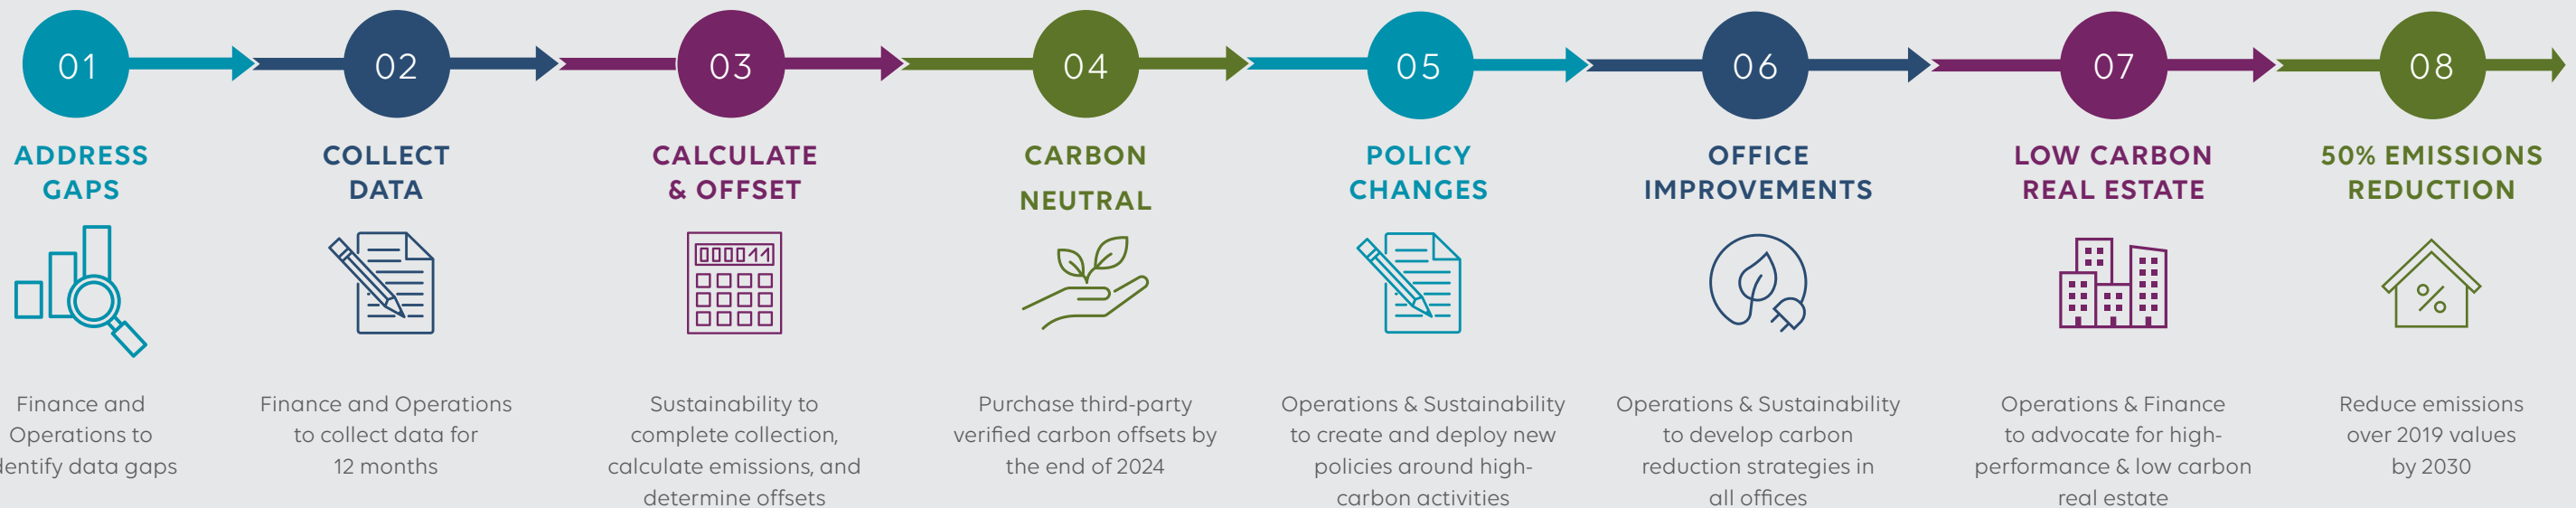 01
ADDRESS
GAPS
Finance and
Operations to
dentify data gaps
02
COLLECT
DATA
Finance and Operations
to collect data for
12 months
03
CALCULATE
& OFFSET
000011
Sustainability to
complete collection,
calculate emissions, and
determine offsets
04
CARBON
NEUTRAL
Purchase third-party
verified carbon offsets by
the end of 2024
05
POLICY
CHANGES
Operations & Sustainability
to create and deploy new
policies around high-
carbon activities
06
OFFICE
IMPROVEMENTS
Operations & Sustainability
to develop carbon
reduction strategies in
all offices
07
LOW CARBON
REAL ESTATE
Operations & Finance
to advocate for high-
performance & low carbon
real estate
08
50% EMISSIONS
REDUCTION
%
Reduce emissions
over 2019 values
by 2030